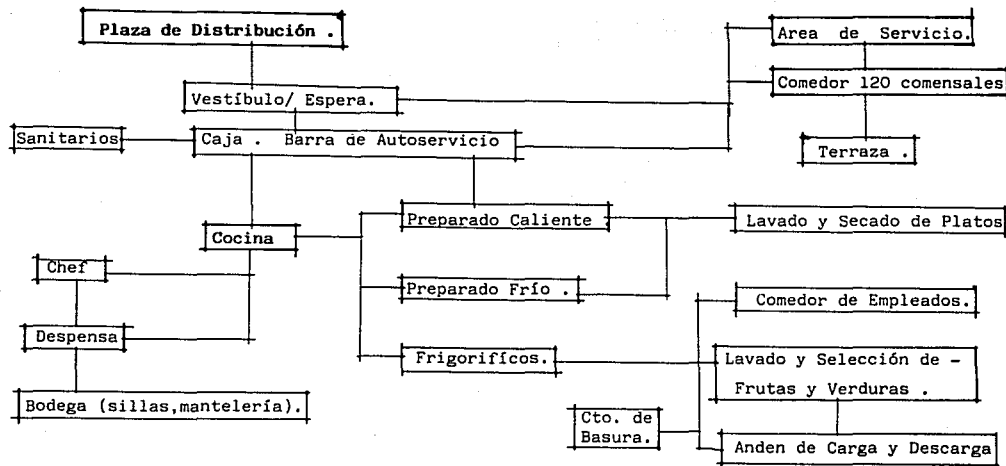 Plaza de Distribución .
Area de Servicio.
Vestíbulo/ Espera.
Comedor 120 comensales
Sanitarios
Caja . Barra de Autoservicio
Terraza .
Preparado Caliente .
Lavado y Secado de Platos
Cocina
Chef
Preparado Frío .
Comedor de Empleados.
Despensa
Frigorifícos.
Lavado y Selección de -
Frutas y Verduras .
Bodega (sillas,mantelería).
Cto. de
Basura.
Anden de Carga y Descarga